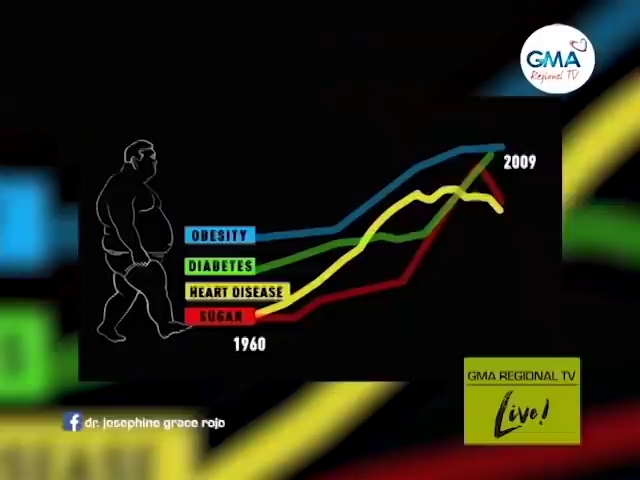 GMA
Regional TV
2009
OBESITY
DIABETES
HEART DISEASE
SUGAR
1960
GMA REGIONAL TV
Live!
dr. josephine grace rojo